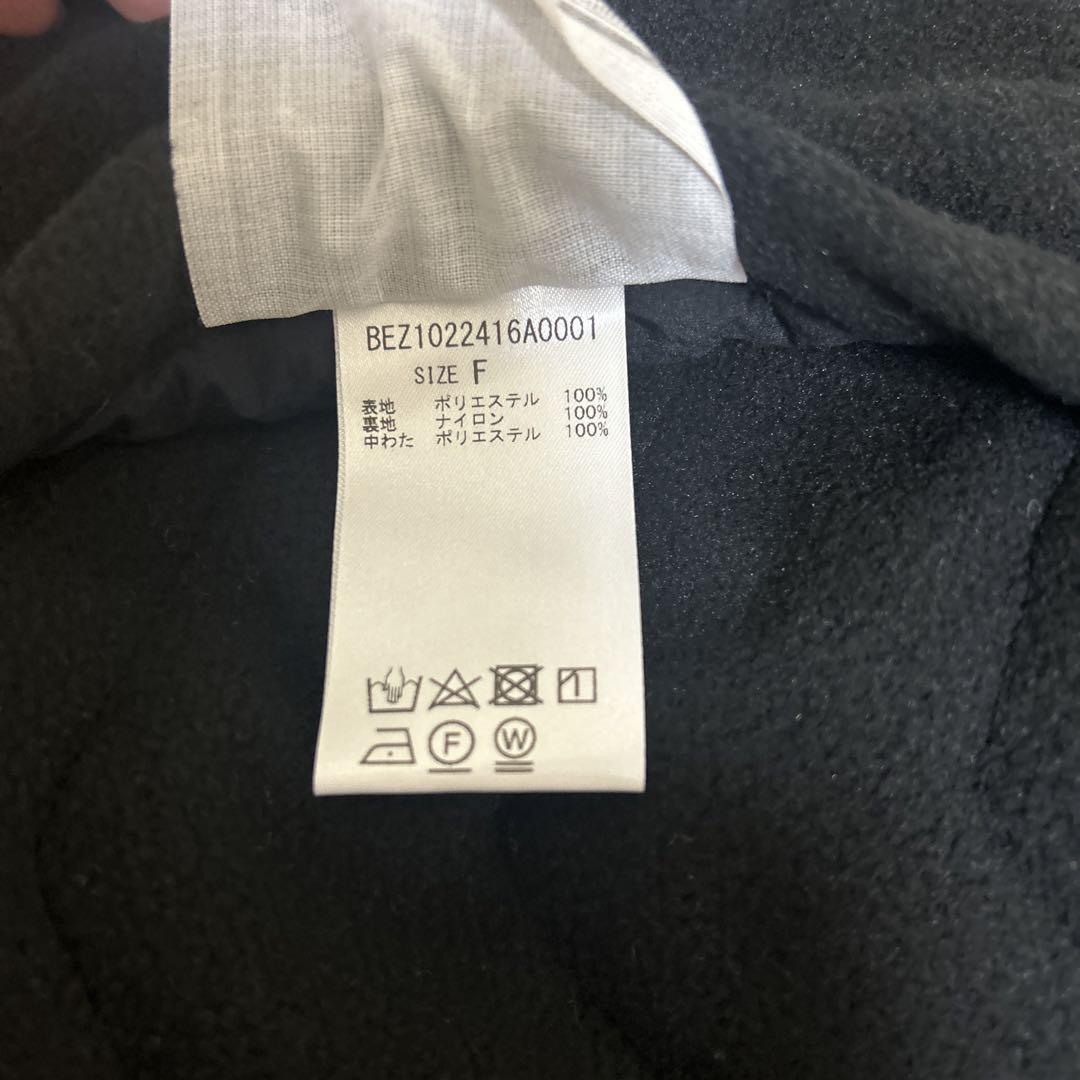 BEZ1022416A0001
SIZE F
表地 ポリエステル 100%
裏地 ナイロン 100%
中わた ポリエステル 100%
F W